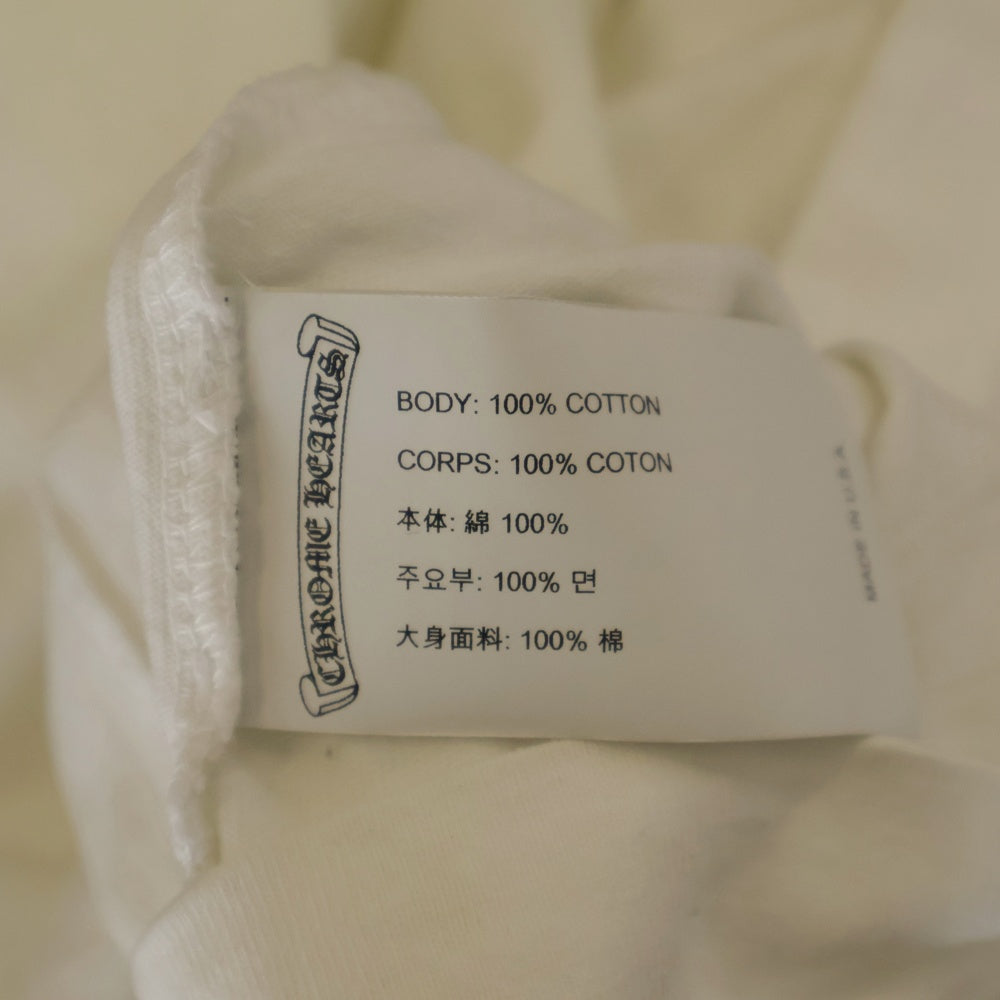 CHROME HEARTS
BODY: 100% COTTON
CORPS: 100% COTON
本体: 綿 100%
주요부: 100% 면
大身面料: 100% 棉
MADE IN U.S.A